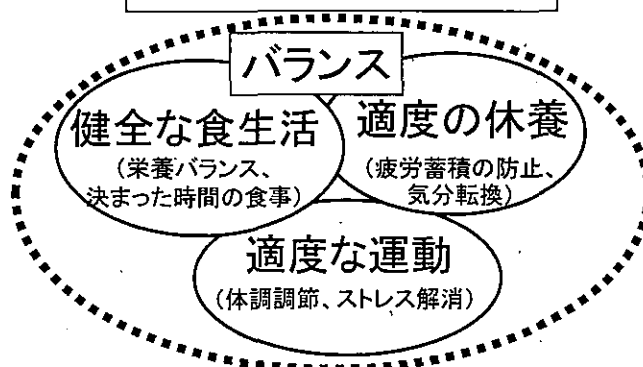 バランス
健全な食生活
(栄養バランス、
決まった時間の食事)
適度の休養
(疲労蓄積の防止、
気分転換)
適度な運動
(体調調節、ストレス解消)